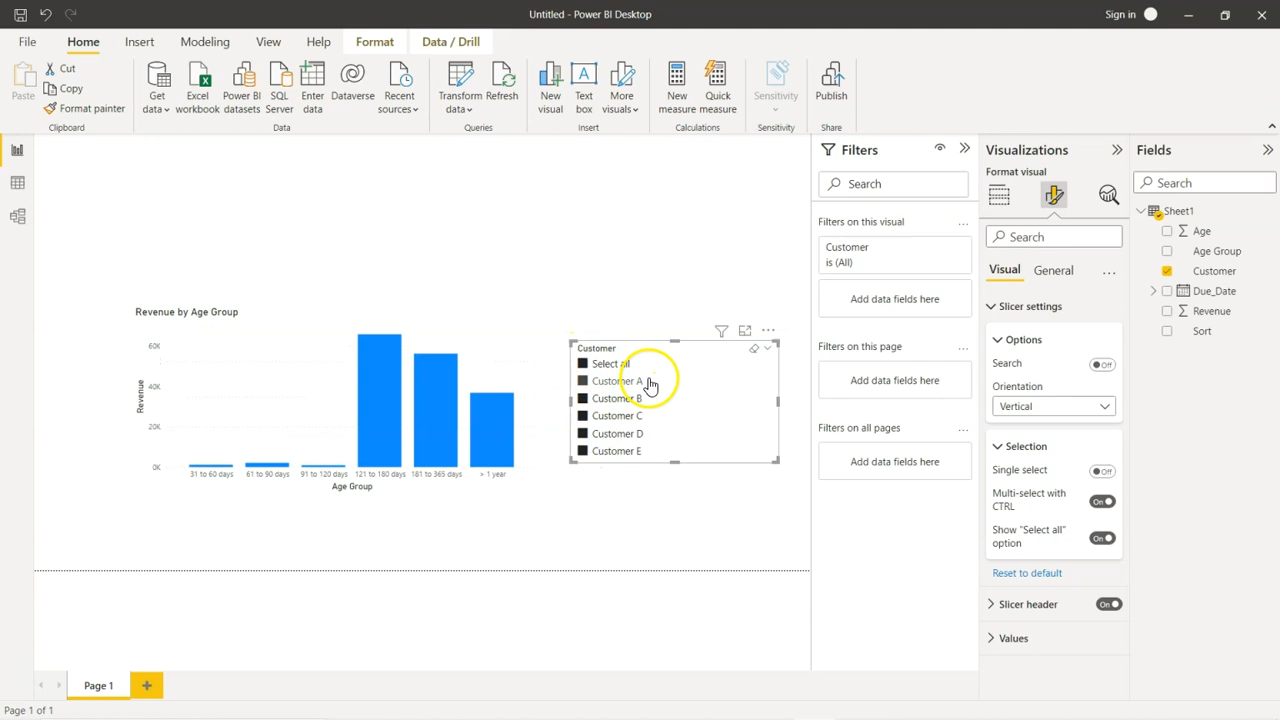 Untitled - Power BI Desktop
Sign in
File Home Insert Modeling View Help Format Data / Drill
Paste
Cut
Copy
Format painter
Clipboard
Get data
Excel workbook
Power BI datasets
SQL Server
Enter data
Dataverse
Recent sources
Data
Transform data
Refresh
Queries
New visual
Text box
More visuals
Insert
New measure
Quick measure
Calculations
Sensitivity
Sensitivity
Publish
Share
Revenue by Age Group
60K
40K
20K
0K
Revenue
31 to 60 days 61 to 90 days 91 to 120 days 121 to 180 days 181 to 365 days > 1 year
Age Group
Customer
Select all
Customer A
Customer B
Customer C
Customer D
Customer E
Filters
Search
Filters on this visual ...
Customer
is (All)
Add data fields here
Filters on this page ...
Add data fields here
Filters on all pages ...
Add data fields here
Visualizations
Format visual
Search
Visual General ...
Slicer settings
Options
Search Off
Orientation
Vertical
Selection
Single select Off
Multi-select with
CTRL On
Show "Select all"
option On
Reset to default
Slicer header On
Values
Fields
Search
Sheet1
Age
Age Group
Customer
Due_Date
Revenue
Sort
Page 1
Page 1 of 1